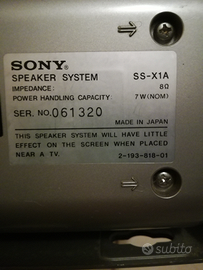 SONY
SPEAKER SYSTEM SS-X1A
IMPEDANCE: 8Ω
POWER HANDLING CAPACITY 7W(NOM)
SER. NO. 061320
MADE IN JAPAN
THIS SPEAKER SYSTEM WILL HAVE LITTLE
EFFECT ON THE SCREEN WHEN PLACED
NEAR A TV. 2-193-818-01
subito